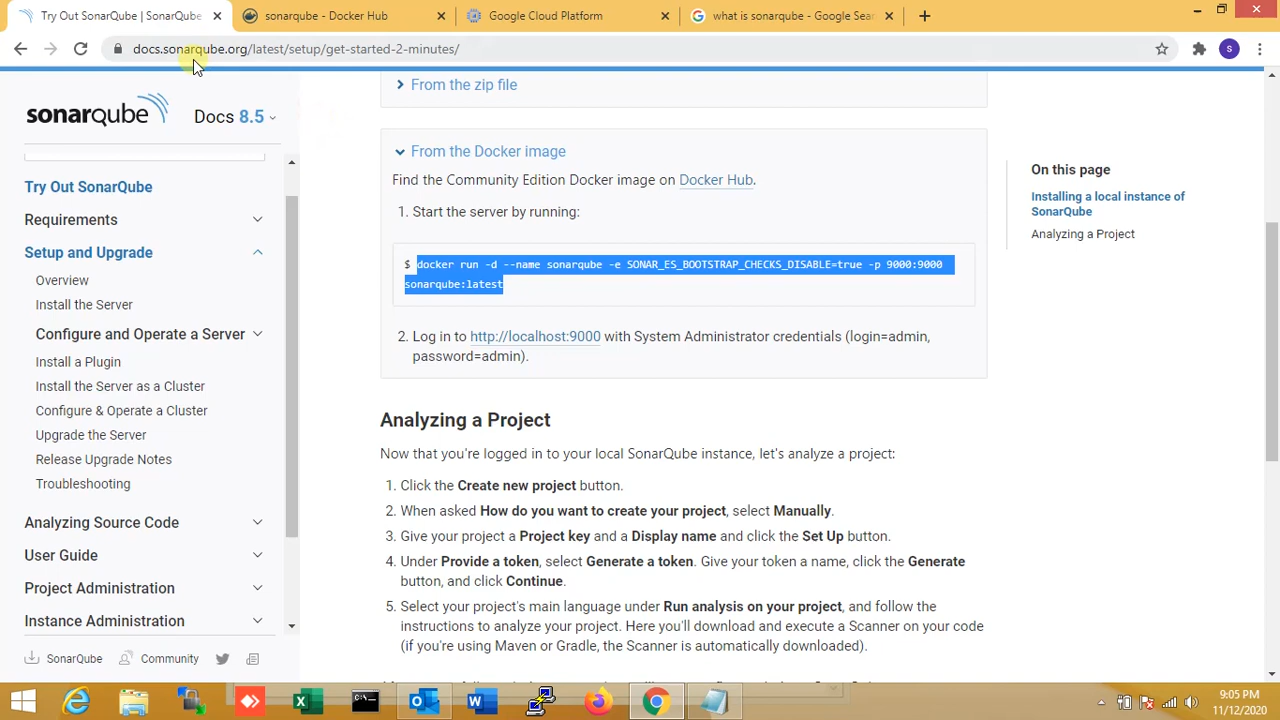 Try Out SonarQube | SonarQube
sonarqube - Docker Hub
Google Cloud Platform
what is sonarqube - Google Sear
docs.sonarqube.org/latest/setup/get-started-2-minutes/
S
sonarqube
Docs 8.5
Try Out SonarQube
Requirements
Setup and Upgrade
Overview
Install the Server
Configure and Operate a Server
Install a Plugin
Install the Server as a Cluster
Configure & Operate a Cluster
Upgrade the Server
Release Upgrade Notes
Troubleshooting
Analyzing Source Code
User Guide
Project Administration
Instance Administration
SonarQube
Community
From the zip file
From the Docker image
Find the Community Edition Docker image on Docker Hub.
1. Start the server by running:
$ docker run -d --name sonarqube -e SONAR_ES_BOOTSTRAP_CHECKS_DISABLE=true -p 9000:9000
sonarqube:latest
2. Log in to http://localhost:9000 with System Administrator credentials (login=admin,
password=admin).
Analyzing a Project
Now that you're logged in to your local SonarQube instance, let's analyze a project:
1. Click the Create new project button.
2. When asked How do you want to create your project, select Manually.
3. Give your project a Project key and a Display name and click the Set Up button.
4. Under Provide a token, select Generate a token. Give your token a name, click the Generate
button, and click Continue.
5. Select your project's main language under Run analysis on your project, and follow the
instructions to analyze your project. Here you'll download and execute a Scanner on your code
(if you're using Maven or Gradle, the Scanner is automatically downloaded).
On this page
Installing a local instance of
SonarQube
Analyzing a Project
9:05 PM
11/12/2020